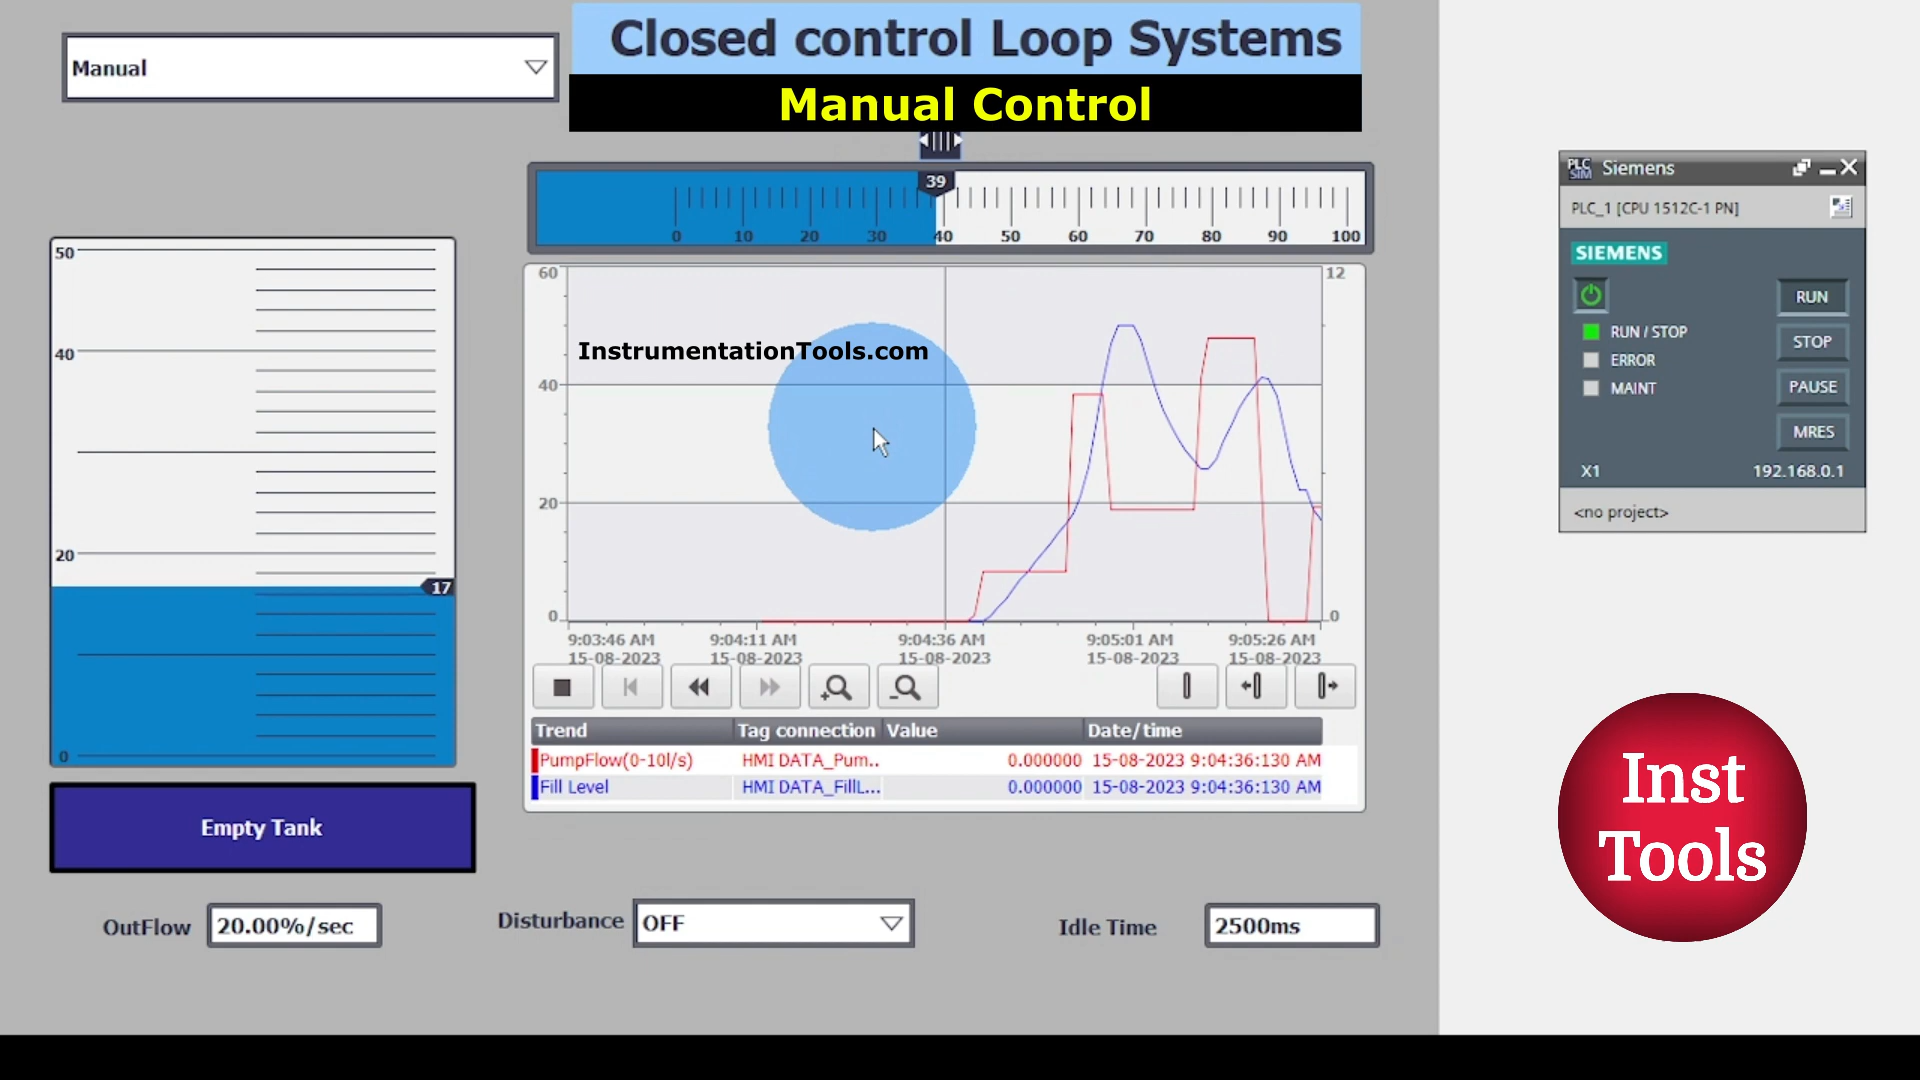 Closed control Loop Systems
Manual
Manual Control
39
0 10 20 30 40 50 60 70 80 90 100
50
40
20
17
0
60
40
20
0
12
0
InstrumentationTools.com
9:03:46 AM 9:04:11 AM 9:04:36 AM 9:05:01 AM 9:05:26 AM
15-08-2023 15-08-2023 15-08-2023 15-08-2023 15-08-2023
Trend Tag connection Value Date/time
PumpFlow(0-10l/s) HMI DATA_Pum.. 0.000000 15-08-2023 9:04:36:130 AM
Fill Level HMI DATA_FillL... 0.000000 15-08-2023 9:04:36:130 AM
Empty Tank
OutFlow 20.00%/sec
Disturbance OFF
Idle Time 2500ms
PLC SIM Siemens
PLC_1 [CPU 1512C-1 PN]
SIEMENS
RUN
RUN / STOP
STOP
ERROR
PAUSE
MAINT
MRES
X1 192.168.0.1
<no project>
Inst
Tools